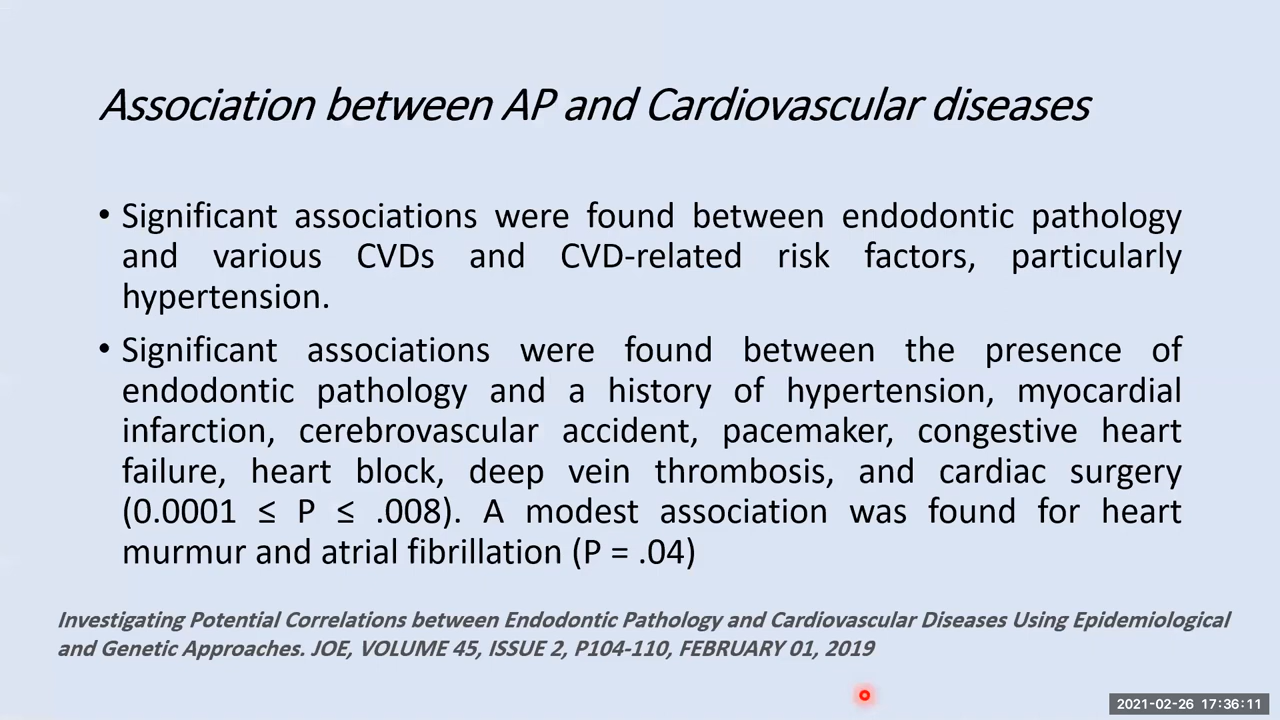 Association between AP and Cardiovascular diseases
• Significant associations were found between endodontic pathology
and various CVDs and CVD-related risk factors, particularly
hypertension.
• Significant associations were found between the presence of
endodontic pathology and a history of hypertension, myocardial
infarction, cerebrovascular accident, pacemaker, congestive heart
failure, heart block, deep vein thrombosis, and cardiac surgery
(0.0001 ≤ P ≤ .008). A modest association was found for heart
murmur and atrial fibrillation (P = .04)
Investigating Potential Correlations between Endodontic Pathology and Cardiovascular Diseases Using Epidemiological
and Genetic Approaches. JOE, VOLUME 45, ISSUE 2, P104-110, FEBRUARY 01, 2019
2021-02-26 17:36:11